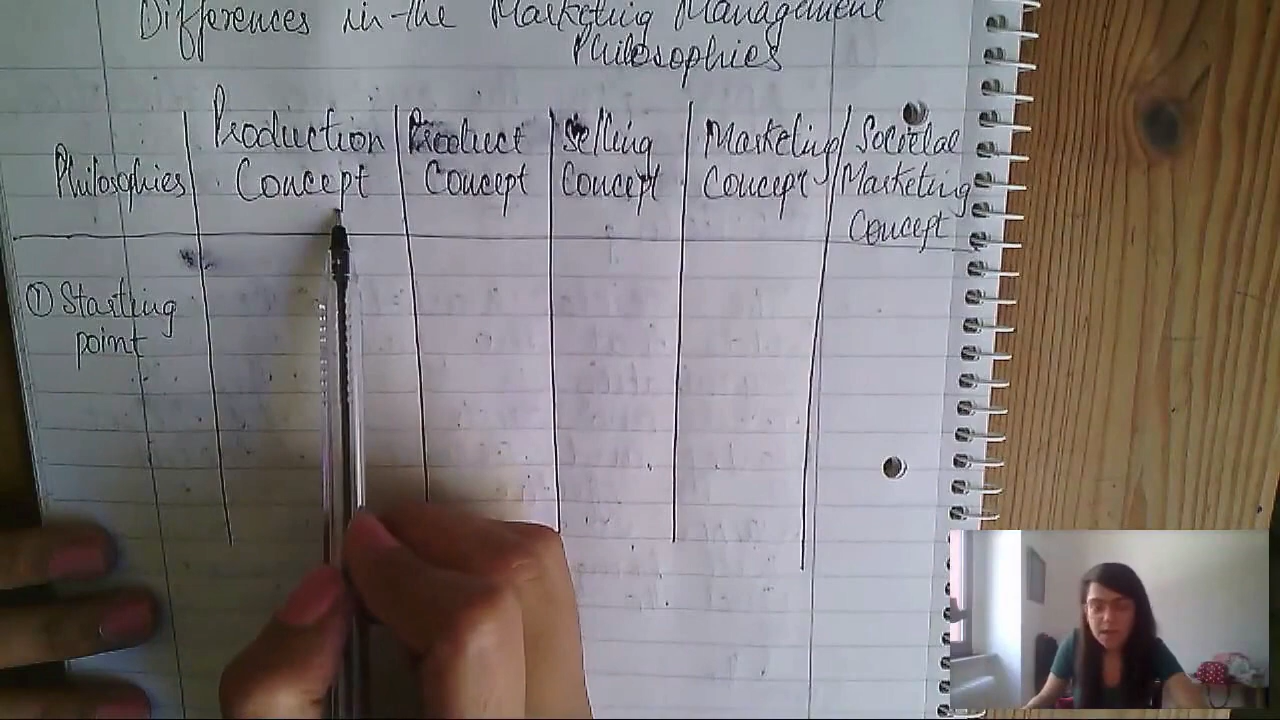 Differences in the Marketing Management
Philosophies
Philosophies
Production
Concept
Product
Concept
Selling
Concept
Marketing
Concept
Societal
Marketing
Concept
① Starting
point